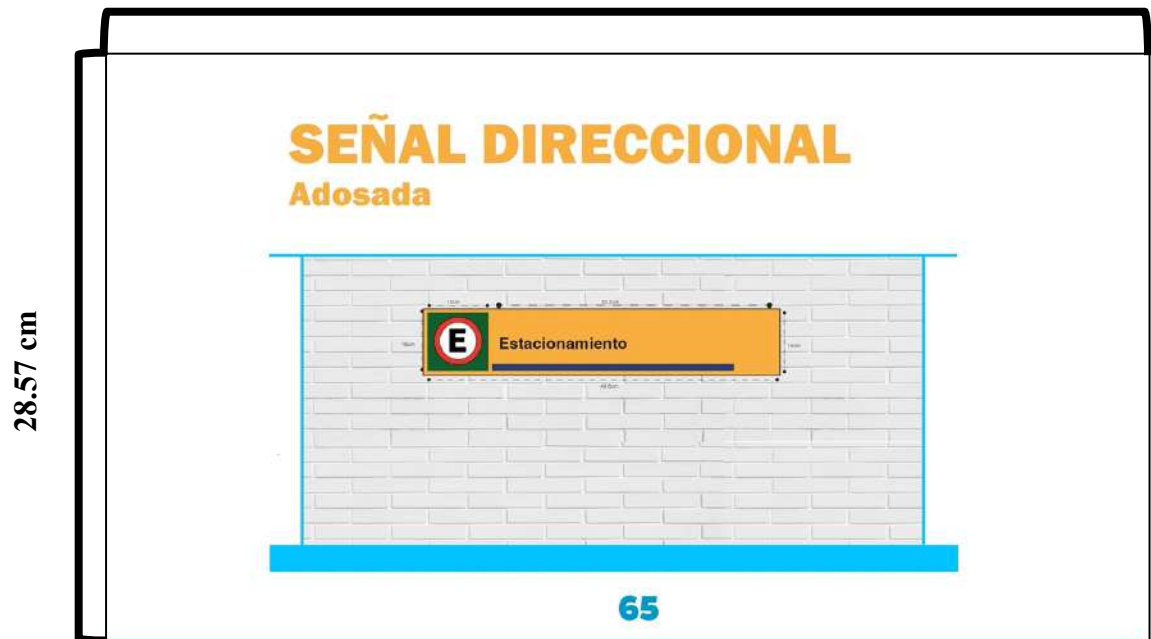 SEÑAL DIRECCIONAL
Adosada
28.57 cm
E
Estacionamiento
65